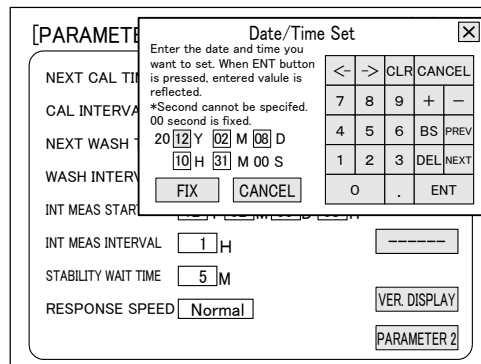 [PARAMETE
Date/Time Set
Enter the date and time you
want to set. When ENT button
is pressed, entered valule is
reflected.
*Second cannot be specifed.
00 second is fixed.
20 12 Y 02 M 08 D
10 H 31 M 00 S
FIX CANCEL
<- -> CLR CANCEL
7 8 9 + -
4 5 6 BS PREV
1 2 3 DEL NEXT
0 . ENT
NEXT CAL TI
CAL INTERVA
NEXT WASH
WASH INTERV
INT MEAS STAR
INT MEAS INTERVAL 1 H
STABILITY WAIT TIME 5 M
RESPONSE SPEED Normal
------
VER. DISPLAY
PARAMETER 2